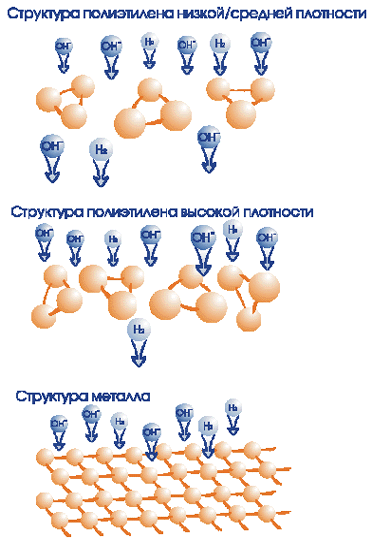 Структура полиэтилена низкой/средней плотности
OH⁻ OH⁻ H₂ OH⁻ H₂ OH⁻
OH⁻ H₂ OH⁻
Структура полиэтилена высокой плотности
OH⁻ OH⁻ H₂ OH⁻ OH⁻ H₂ OH⁻
H₂
Структура металла
OH⁻ OH⁻ H₂ OH⁻ OH⁻ H₂ H₂